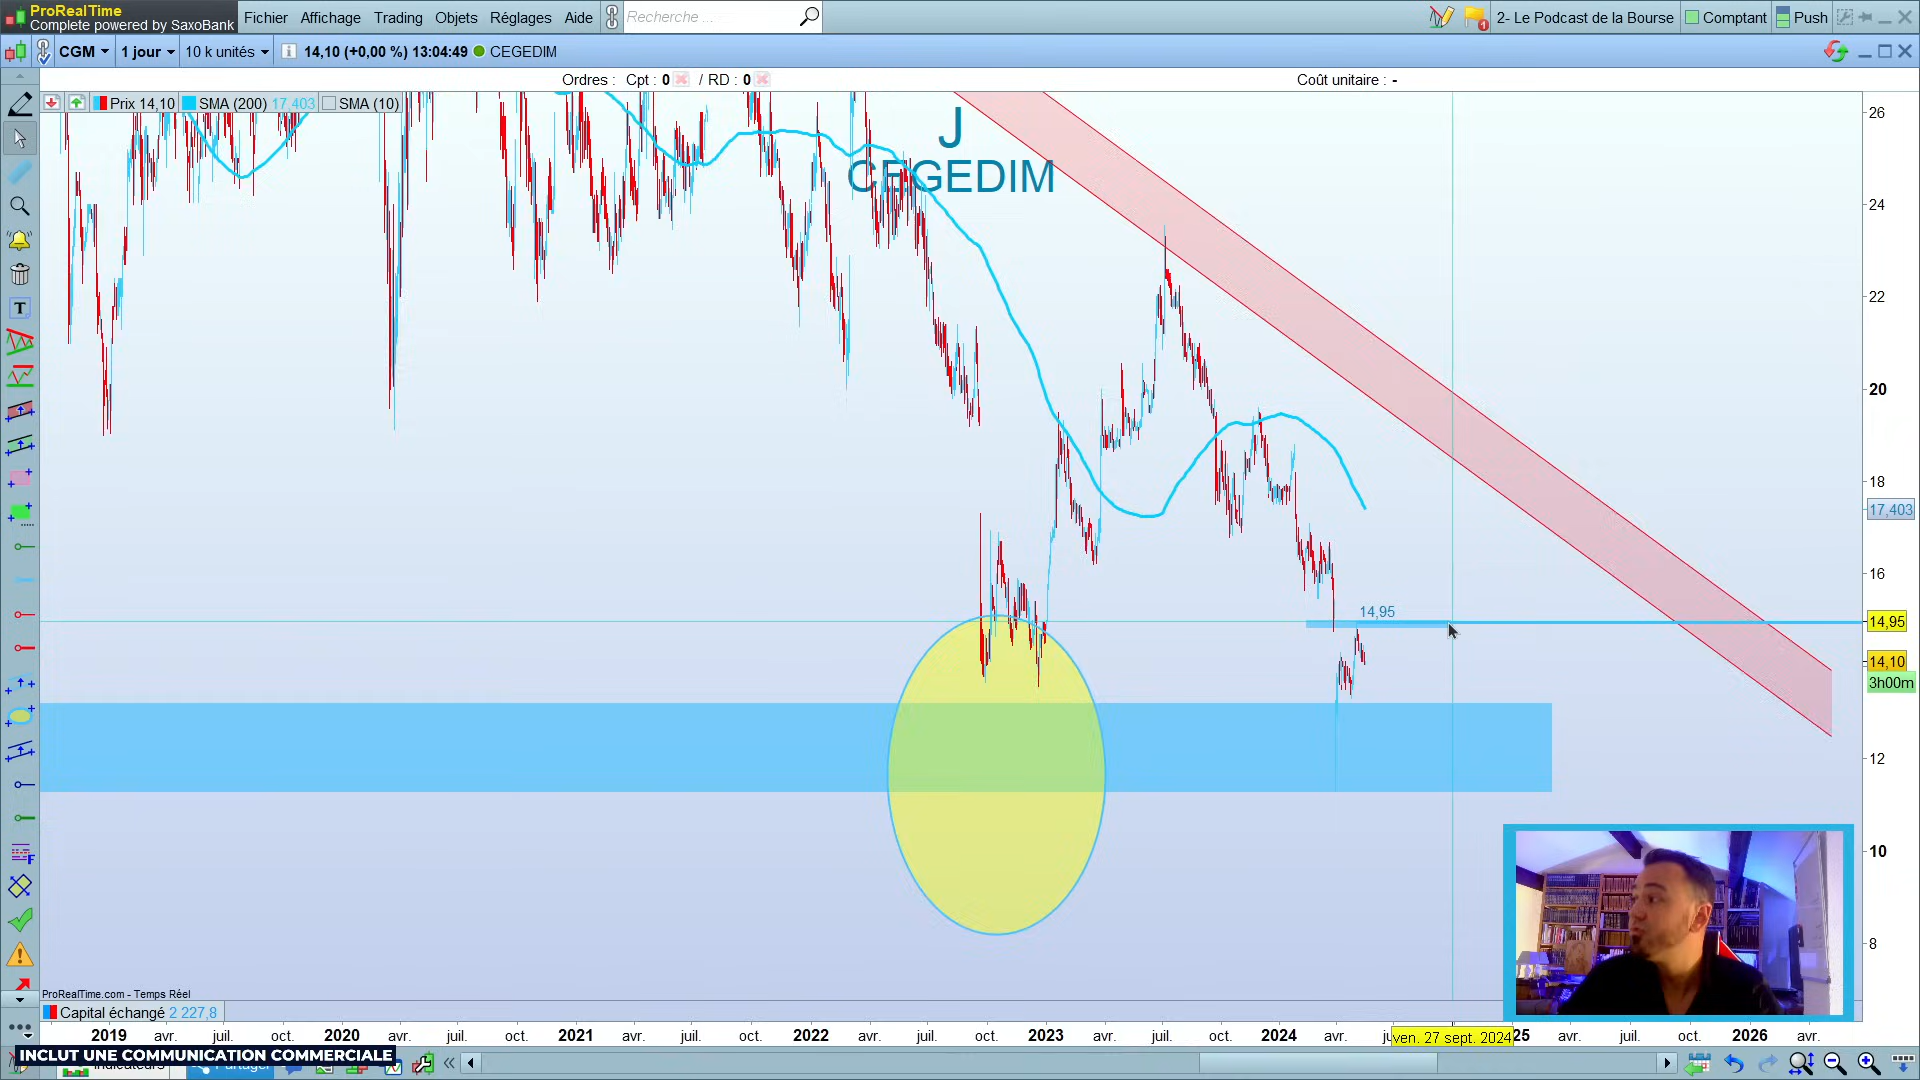 ProRealTime
Complete powered by SaxoBank
Fichier Affichage Trading Objets Réglages Aide Recherche ... 1 2- Le Podcast de la Bourse Comptant Push
CGM 1 jour 10 k unités 14,10 (+0,00 %) 13:04:49 CEGEDIM
Ordres : Cpt : 0 / RD : 0 Coût unitaire : -
Prix 14,10 SMA (200) 17,403 SMA (10)
J
CEGEDIM
26
24
22
20
18
17,403
16
14,95
14,95
14,10
3h00m
12
10
8
ProRealTime.com - Temps Réel
Capital échangé 2 227,8
2019 avr. juil. oct. 2020 avr. juil. oct. 2021 avr. juil. oct. 2022 avr. juil. oct. 2023 avr. juil. oct. 2024 avr. ven. 27 sept. 2024 avr. juil. oct. 2026 avr.
INCLUT UNE COMMUNICATION COMMERCIALE